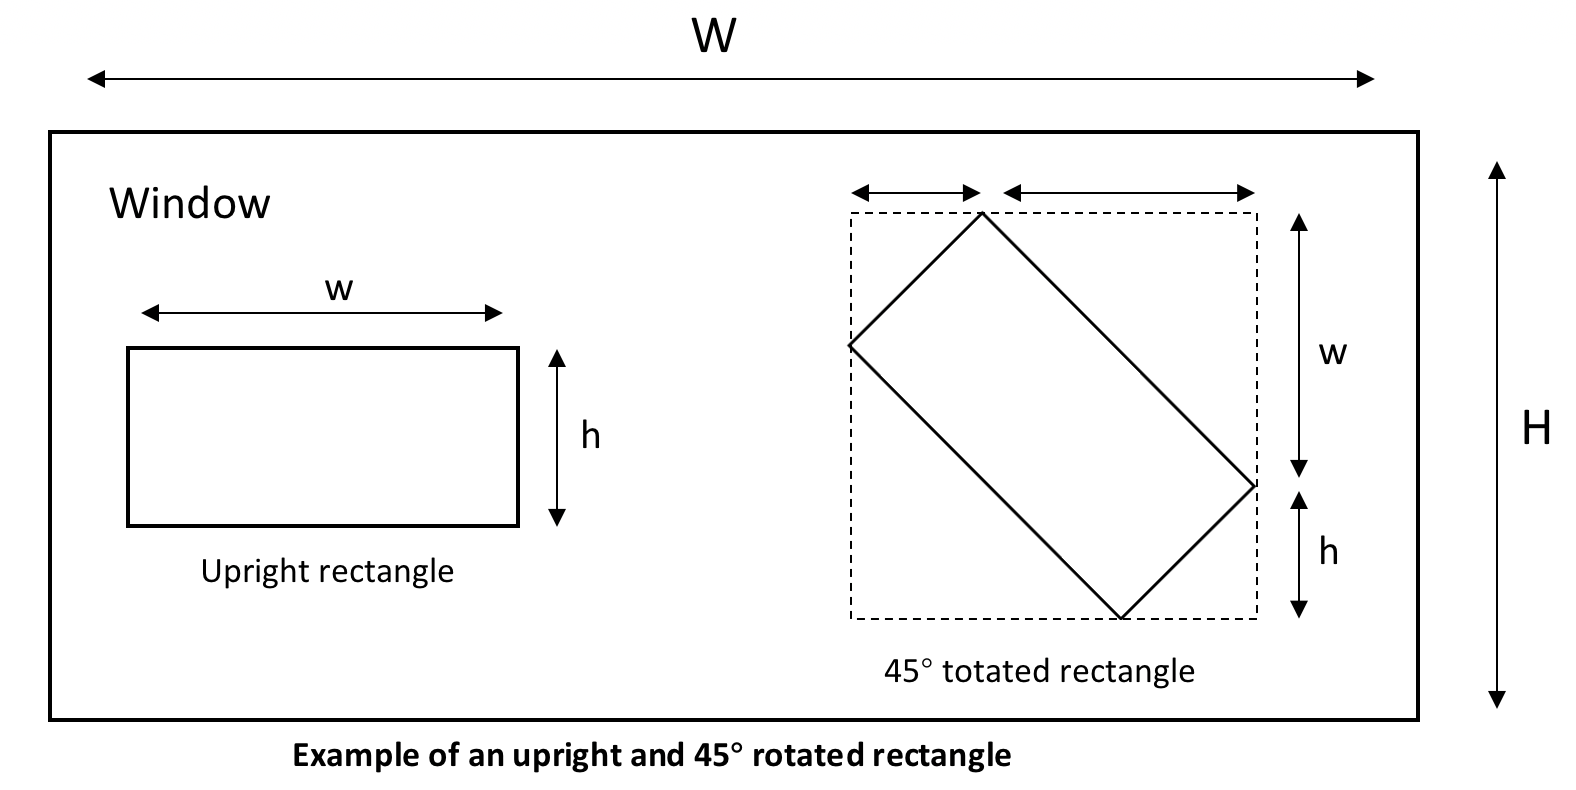 W
Window
w
h
Upright rectangle
w
h
45° totated rectangle
H
Example of an upright and 45° rotated rectangle